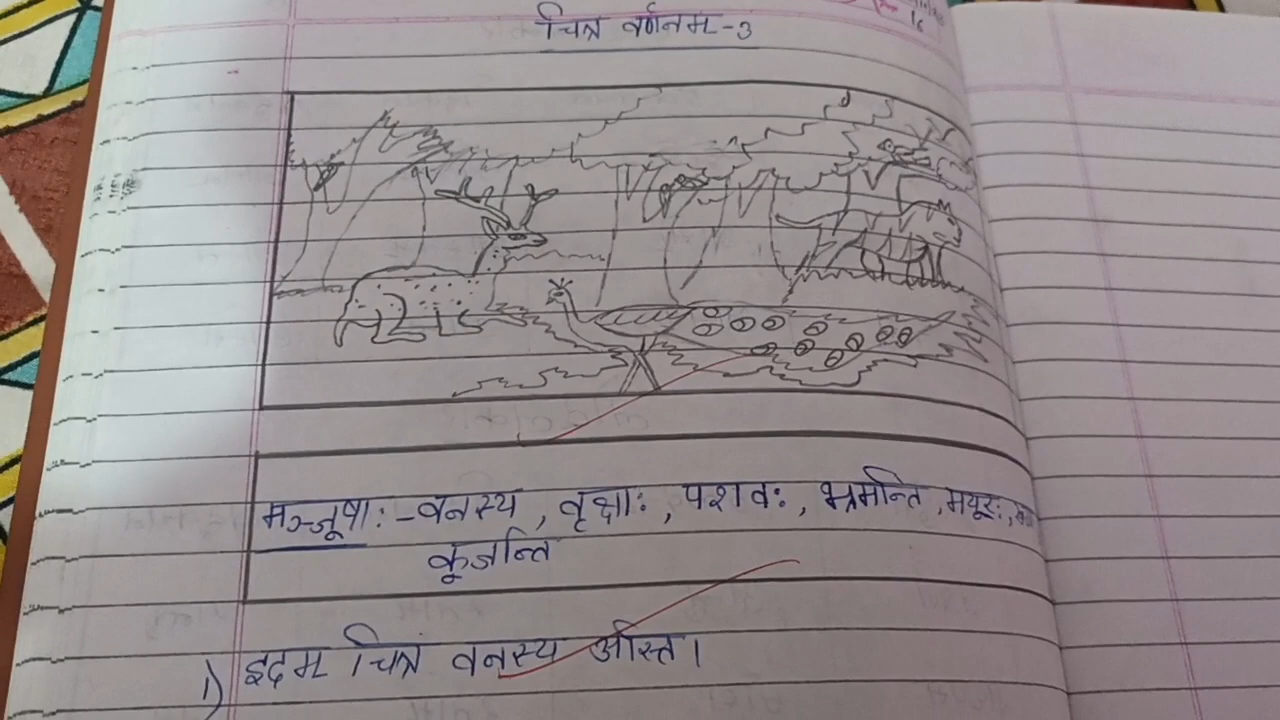 चित्र वर्णनम-3
मञ्जूषा:-वनस्य, वृक्षा:, पशव:, भ्रमन्ति, मयूर:,
कूजन्ति
1) इदम चित्रं वनस्य अस्ति।